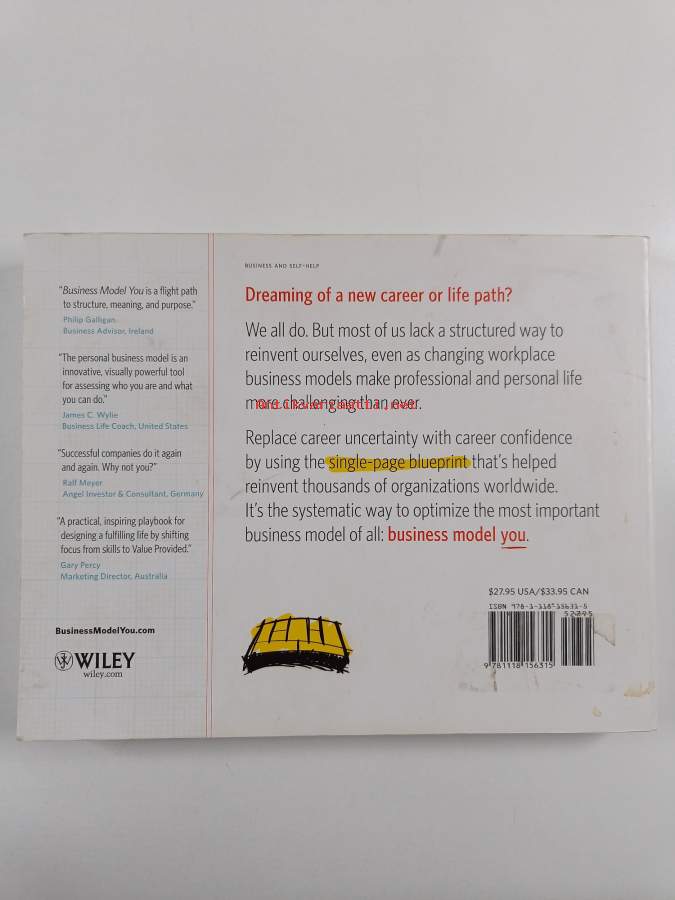 BUSINESS AND SELF-HELP
Dreaming of a new career or life path?
We all do. But most of us lack a structured way to
reinvent ourselves, even as changing workplace
business models make professional and personal life
more challenging than ever.
Replace career uncertainty with career confidence
by using the single-page blueprint that's helped
reinvent thousands of organizations worldwide.
It's the systematic way to optimize the most important
business model of all: business model you.
"Business Model You is a flight path
to structure, meaning, and purpose."
Philip Galligan
Business Advisor, Ireland
"The personal business model is an
innovative, visually powerful tool
for assessing who you are and what
you can do."
James C. Wylie
Business Life Coach, United States
"Successful companies do it again
and again. Why not you?"
Ralf Meyer
Angel Investor & Consultant, Germany
"A practical, inspiring playbook for
designing a fulfilling life by shifting
focus from skills to Value Provided."
Gary Percy
Marketing Director, Australia
BusinessModelYou.com
WILEY
wiley.com
$27.95 USA/$33.95 CAN
ISBN 978-1-118-15631-5
52795
9 781118 156315